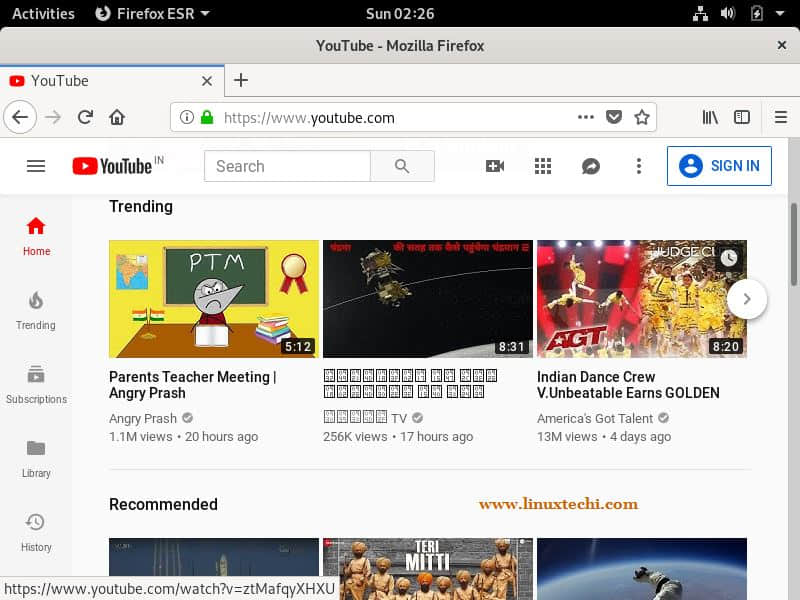 Activities Firefox ESR Sun 02:26
YouTube - Mozilla Firefox
YouTube
https://www.youtube.com
YouTube IN Search SIGN IN
Home
Trending
Subscriptions
Library
History
Trending
PTM
5:12
Parents Teacher Meeting |
Angry Prash
Angry Prash
1.1M views • 20 hours ago
की सतह तक कैसे पहुंचेगा चंद्रयान
8:31
TV
256K views • 17 hours ago
JUDGE CU
AGT
8:20
Indian Dance Crew
V.Unbeatable Earns GOLDEN
America's Got Talent
13M views • 4 days ago
Recommended
www.linuxtechi.com
TERI
MITTI
https://www.youtube.com/watch?v=ztMafqyXHXU